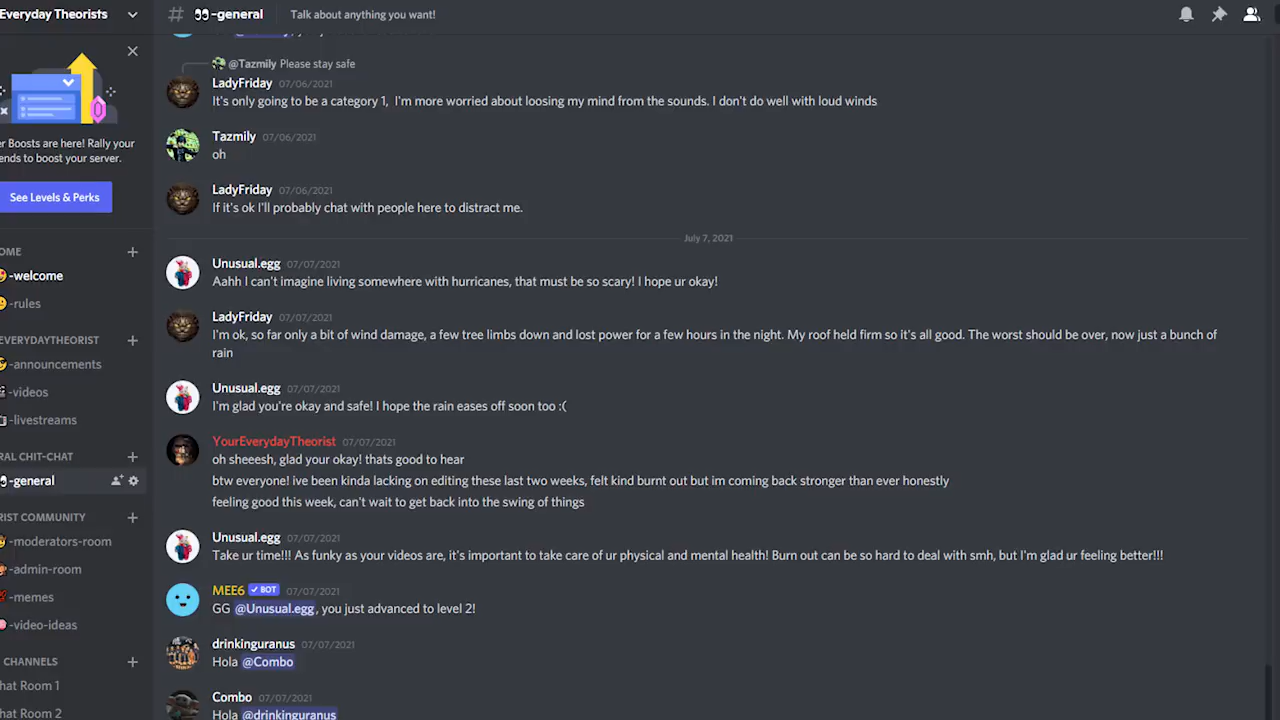 Everyday Theorists
👀-general
Talk about anything you want!
@Tazmily Please stay safe
LadyFriday 07/06/2021
It's only going to be a category 1, I'm more worried about loosing my mind from the sounds. I don't do well with loud winds
Tazmily 07/06/2021
oh
LadyFriday 07/06/2021
If it's ok I'll probably chat with people here to distract me.
July 7, 2021
Unusual.egg 07/07/2021
Aahh I can't imagine living somewhere with hurricanes, that must be so scary! I hope ur okay!
LadyFriday 07/07/2021
I'm ok, so far only a bit of wind damage, a few tree limbs down and lost power for a few hours in the night. My roof held firm so it's all good. The worst should be over, now just a bunch of
rain
Unusual.egg 07/07/2021
I'm glad you're okay and safe! I hope the rain eases off soon too :(
YourEverydayTheorist 07/07/2021
oh sheeesh, glad your okay! thats good to hear
btw everyone! ive been kinda lacking on editing these last two weeks, felt kind burnt out but im coming back stronger than ever honestly
feeling good this week, can't wait to get back into the swing of things
Unusual.egg 07/07/2021
Take ur time!!! As funky as your videos are, it's important to take care of ur physical and mental health! Burn out can be so hard to deal with smh, but I'm glad ur feeling better!!!
MEE6 BOT 07/07/2021
GG @Unusual.egg, you just advanced to level 2!
drinkinguranus 07/07/2021
Hola @Combo
Combo 07/07/2021
Hola @drinkinguranus
er Boosts are here! Rally your
ends to boost your server.
See Levels & Perks
OME
-welcome
-rules
EVERYDAYTHEORIST
-announcements
-videos
-livestreams
RAL CHIT-CHAT
-general
RIST COMMUNITY
-moderators-room
-admin-room
-memes
-video-ideas
CHANNELS
hat Room 1
hat Room 2